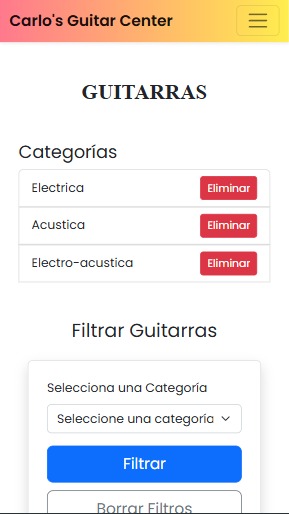 Carlo's Guitar Center
GUITARRAS
Categorías
Electrica Eliminar
Acustica Eliminar
Electro-acustica Eliminar
Filtrar Guitarras
Selecciona una Categoría
Seleccione una categoría
Filtrar
Borrar Filtros